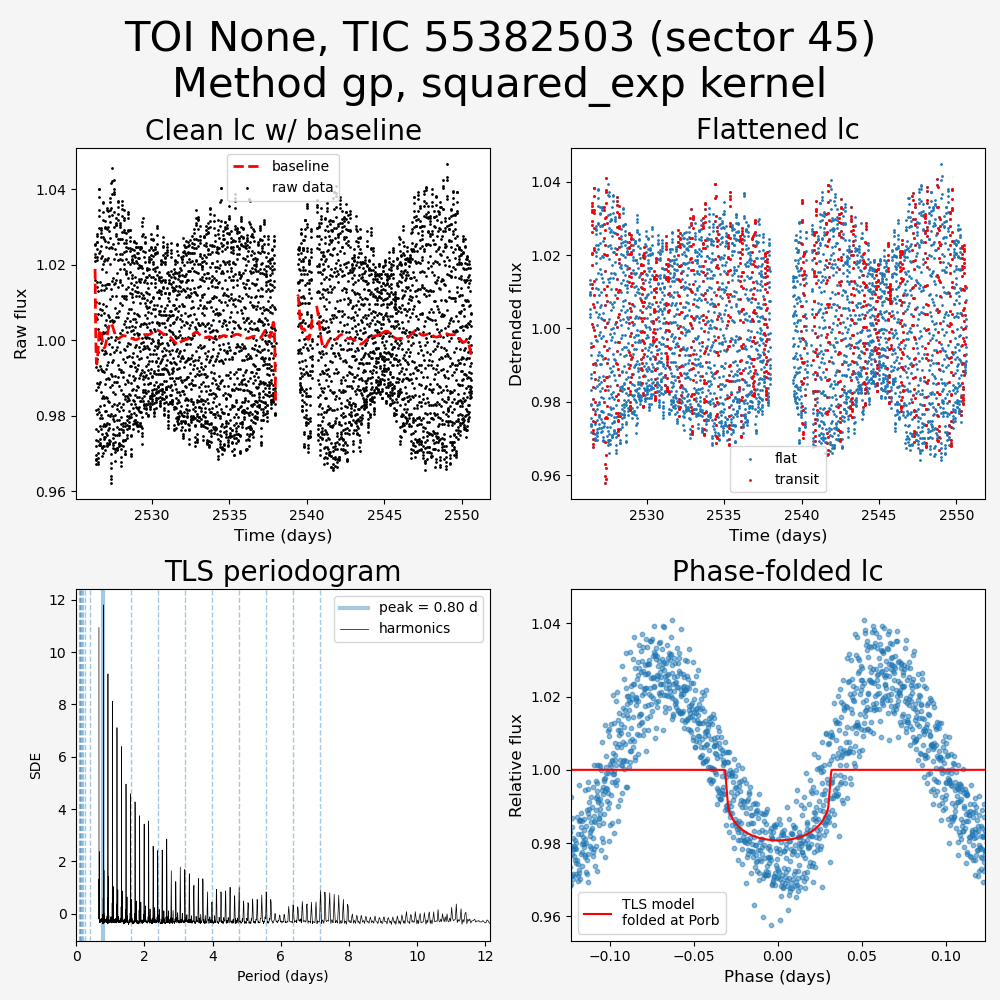 TOI None, TIC 55382503 (sector 45)
Method gp, squared_exp kernel
Clean lc w/ baseline
baseline
raw data
1.04
1.02
1.00
0.98
0.96
Raw flux
2530
2535
2540
2545
2550
Time (days)
Flattened lc
flat
transit
1.04
1.02
1.00
0.98
0.96
Detrended flux
2530
2535
2540
2545
2550
Time (days)
TLS periodogram
peak = 0.80 d
harmonics
12
10
8
6
4
2
0
SDE
0
2
4
6
8
10
12
Period (days)
Phase-folded lc
1.04
1.02
1.00
0.98
0.96
Relative flux
TLS model
folded at Porb
−0.10
−0.05
0.00
0.05
0.10
Phase (days)